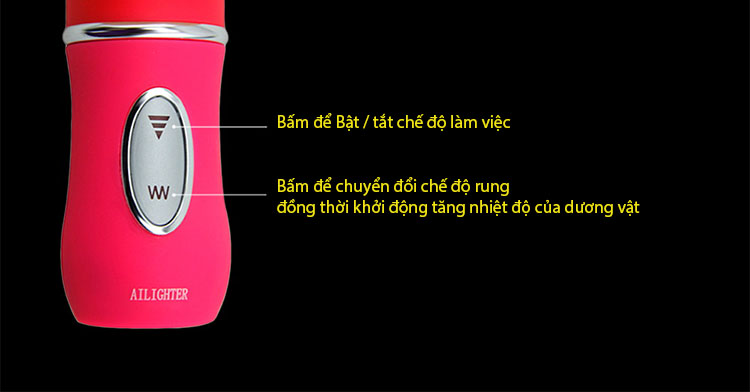 Bấm để Bật / tắt chế độ làm việc
Bấm để chuyển đổi chế độ rung
đồng thời khởi động tăng nhiệt độ của dương vật
AILIGHTER